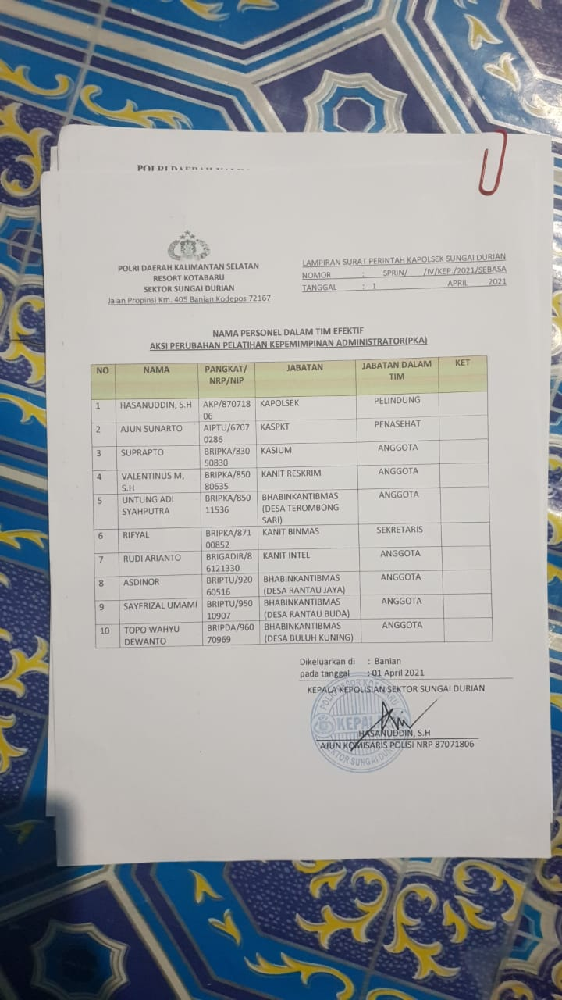 POLRI DAERAH KALIMANTAN SELATAN
RESORT KOTABARU
SEKTOR SUNGAI DURIAN
Jalan Propinsi Km. 405 Banian Kodepos 72167
LAMPIRAN SURAT PERINTAH KAPOLSEK SUNGAI DURIAN
NOMOR : SPRIN/ /IV/KEP./2021/SEBASA
TANGGAL : 1 APRIL 2021
NAMA PERSONEL DALAM TIM EFEKTIF
AKSI PERUBAHAN PELATIHAN KEPEMIMPINAN ADMINISTRATOR(PKA)
NO NAMA PANGKAT/ JABATAN JABATAN DALAM KET
NRP/NIP TIM
1 HASANUDDIN, S.H AKP/870718 KAPOLSEK PELINDUNG
06
2 AJUN SUNARTO AIPTU/6707 KASPKT PENASEHAT
0286
3 SUPRAPTO BRIPKA/830 KASIUM ANGGOTA
50830
4 VALENTINUS M, BRIPKA/850 KANIT RESKRIM ANGGOTA
S.H 80635
5 UNTUNG ADI BRIPKA/850 BHABINKANTIBMAS ANGGOTA
SYAHPUTRA 11536 (DESA TEROMBONG
SARI)
6 RIFYAL BRIPKA/871 KANIT BINMAS SEKRETARIS
00852
7 RUDI ARIANTO BRIGADIR/8 KANIT INTEL ANGGOTA
6121330
8 ASDINOR BRIPTU/920 BHABINKANTIBMAS ANGGOTA
60516 (DESA RANTAU JAYA)
9 SAYFRIZAL UMAMI BRIPTU/950 BHABINKANTIBMAS ANGGOTA
10907 (DESA RANTAU BUDA)
10 TOPO WAHYU BRIPDA/960 BHABINKANTIBMAS ANGGOTA
DEWANTO 70969 (DESA BULUH KUNING)
Dikeluarkan di : Banian
pada tanggal : 01 April 2021
KEPALA KEPOLISIAN SEKTOR SUNGAI DURIAN
POLRI RESOR KOTABARU
KEPALA
SEKTOR SUNGAI DURIAN
HASANUDDIN, S.H
AJUN KOMISARIS POLISI NRP 87071806